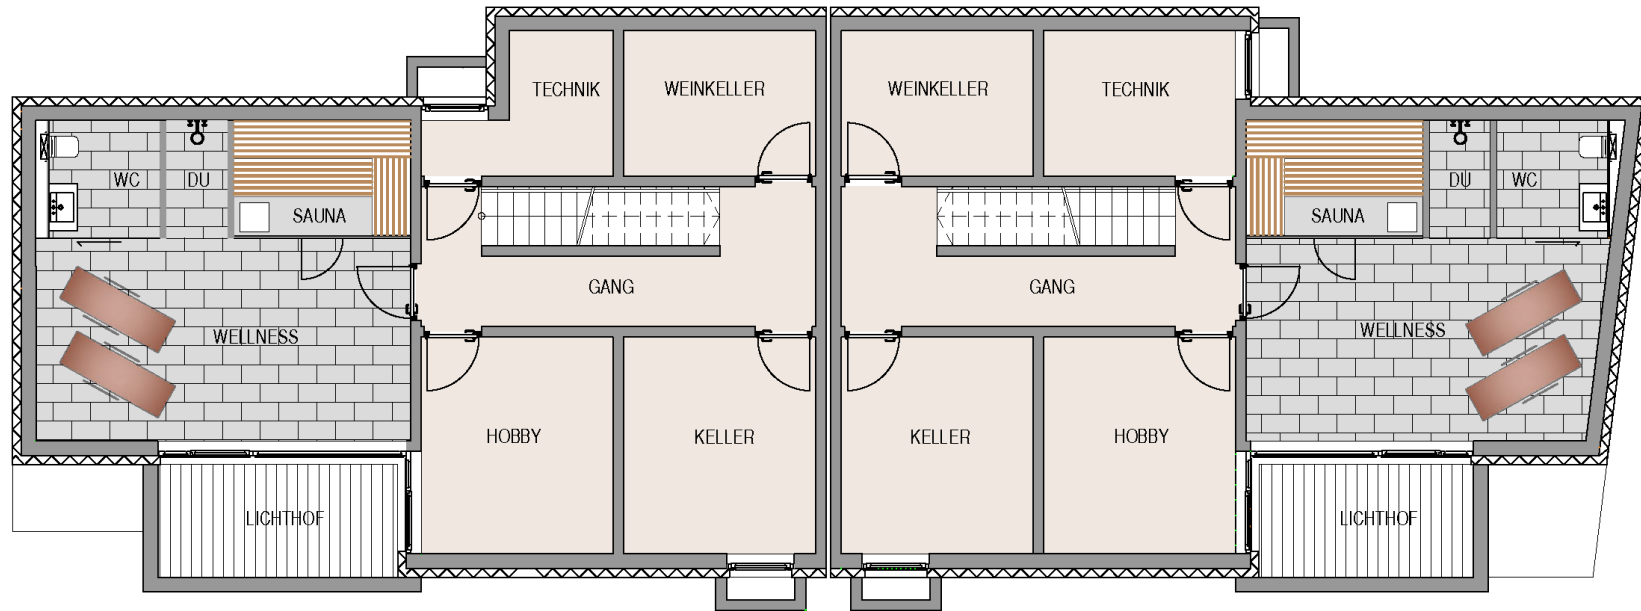 TECHNIK
WEINKELLER
WEINKELLER
TECHNIK
WC
DU
SAUNA
SAUNA
DU
WC
GANG
GANG
WELLNESS
WELLNESS
HOBBY
KELLER
KELLER
HOBBY
LICHTHOF
LICHTHOF